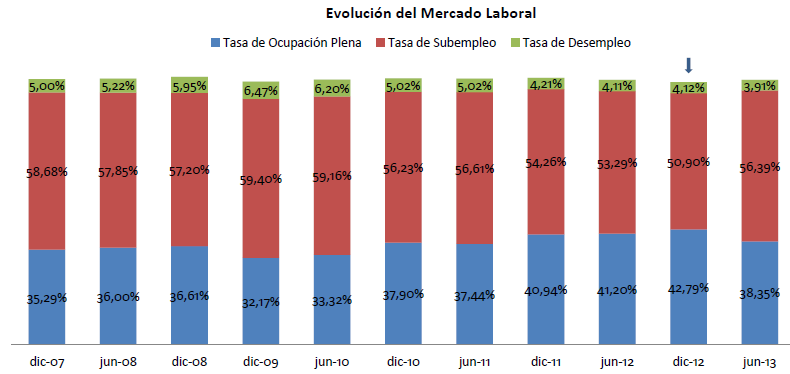 Evolución del Mercado Laboral
Tasa de Ocupación Plena Tasa de Subempleo Tasa de Desempleo
5,00% 5,22% 5,95% 6,47% 6,20% 5,02% 5,02% 4,21% 4,11% 4,12% 3,91%
58,68% 57,85% 57,20% 59,40% 59,16% 56,23% 56,61% 54,26% 53,29% 50,90% 56,39%
35,29% 36,00% 36,61% 32,17% 33,32% 37,90% 37,44% 40,94% 41,20% 42,79% 38,35%
dic-07 jun-08 dic-08 dic-09 jun-10 dic-10 jun-11 dic-11 jun-12 dic-12 jun-13